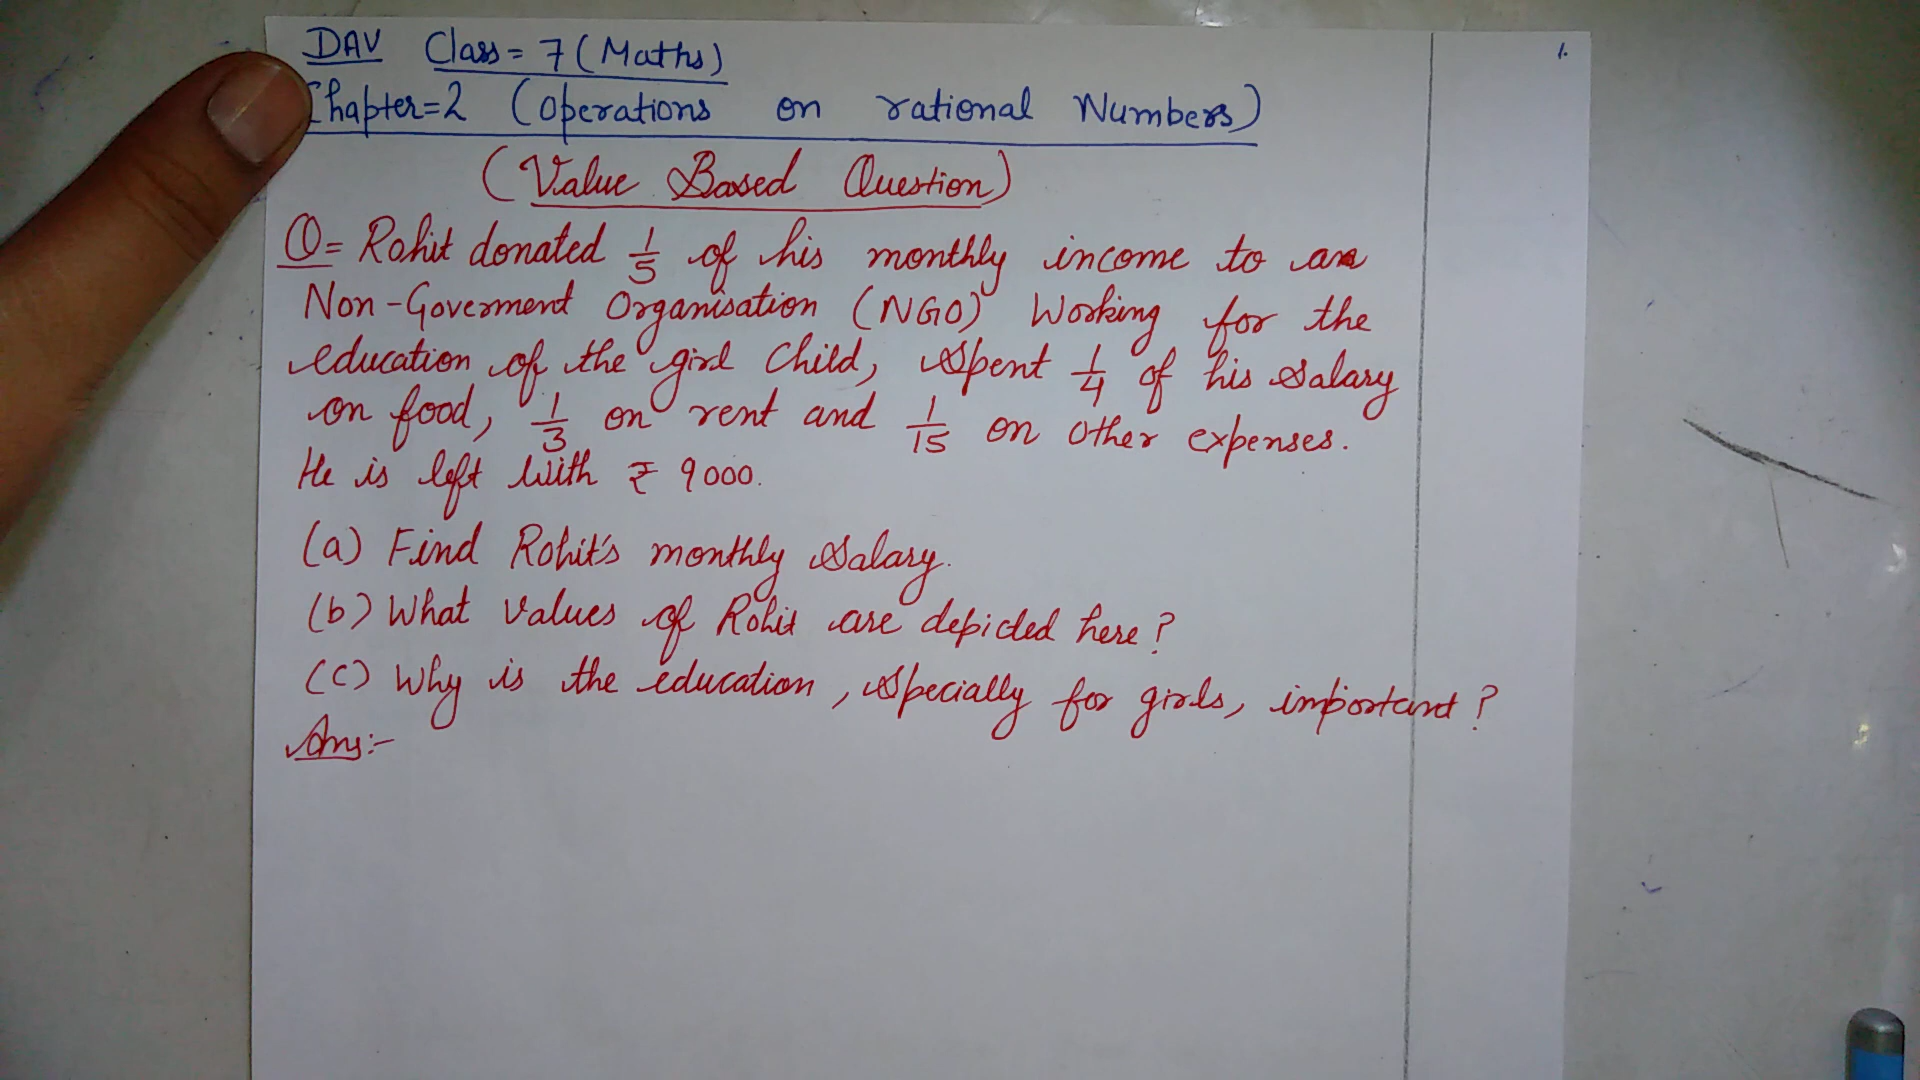 DAV Class = 7 (Maths)
1.
Chapter=2 (Operations on rational Numbers)
(Value Based Question)
Q= Rohit donated 1/5 of his monthly income to an
Non-Goverment Organisation (NGO) Working for the
education of the girl child, spent 1/4 of his salary
on food, 1/3 on rent and 1/15 on other expenses.
He is left with ₹ 9000.
(a) Find Rohit's monthly salary.
(b) What values of Rohit are depicted here?
(c) Why is the education, specially for girls, important?
Ans:-